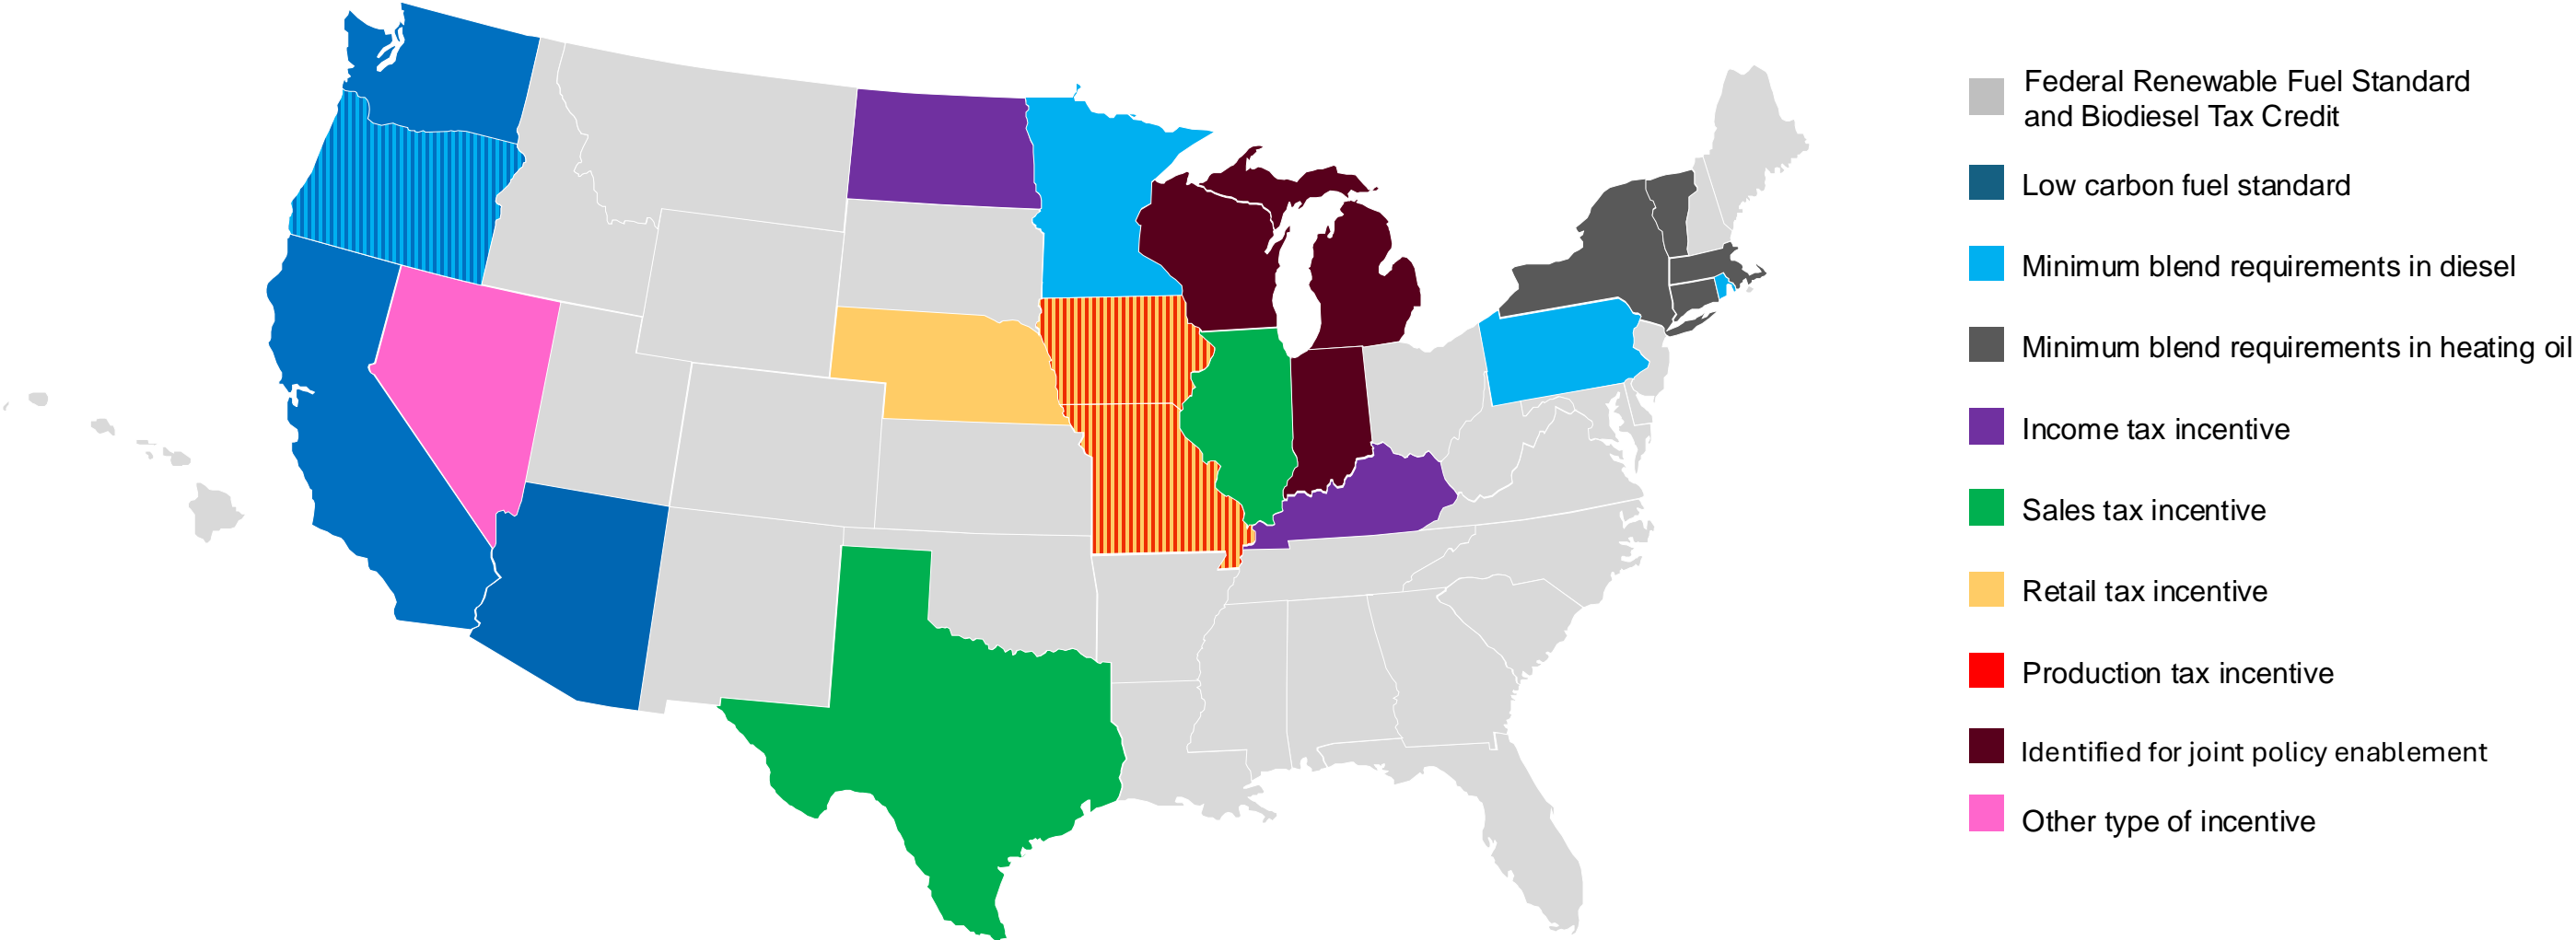 Federal Renewable Fuel Standard
and Biodiesel Tax Credit
Low carbon fuel standard
Minimum blend requirements in diesel
Minimum blend requirements in heating oil
Income tax incentive
Sales tax incentive
Retail tax incentive
Production tax incentive
Identified for joint policy enablement
Other type of incentive